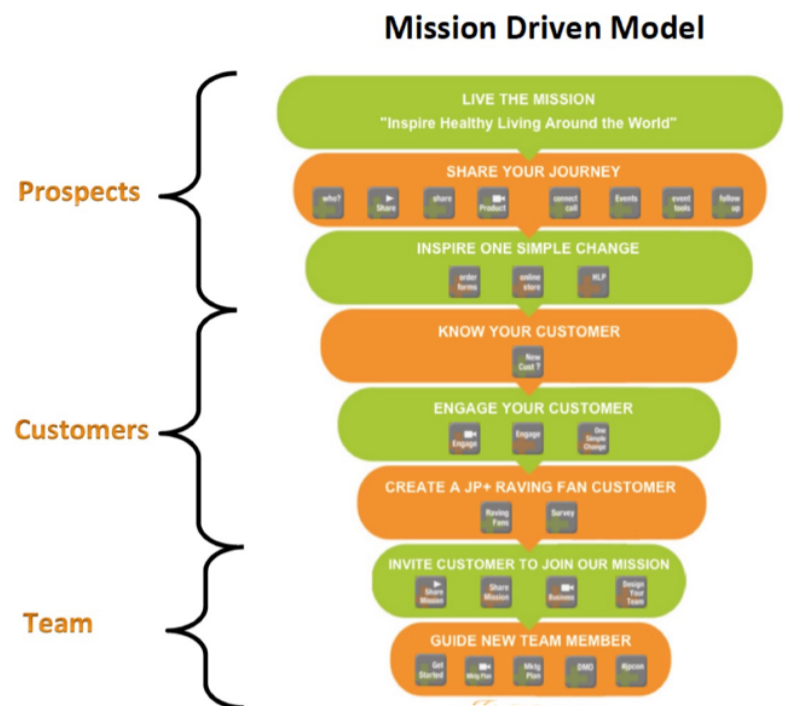 Mission Driven Model
LIVE THE MISSION
"Inspire Healthy Living Around the World"
Prospects
SHARE YOUR JOURNEY
who?
Share
share
Product
connect
call
Events
event
tools
follow
up
INSPIRE ONE SIMPLE CHANGE
order
forms
online
store
HLP
KNOW YOUR CUSTOMER
New
Cust ?
Customers
ENGAGE YOUR CUSTOMER
Engage
Engage
One
Simple
Change
CREATE A JP+ RAVING FAN CUSTOMER
Raving
Fans
Survey
INVITE CUSTOMER TO JOIN OUR MISSION
Share
Mission
Share
Mission
Business
Design
Your
Team
Team
GUIDE NEW TEAM MEMBER
Get
Started
Mktg Plan
Mktg
Plan
DMO